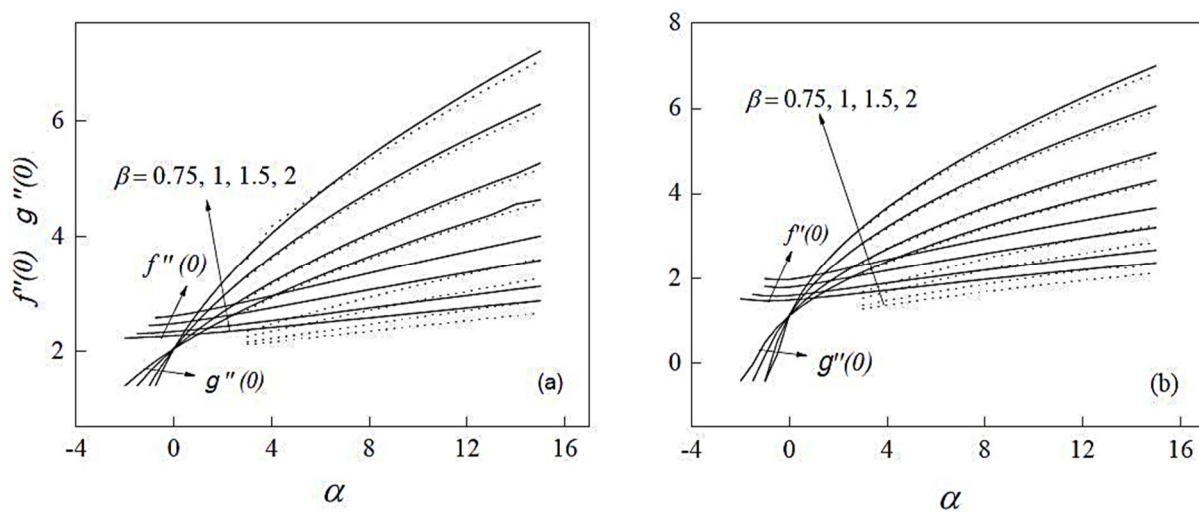 f''(0) g''(0)
6
4
2
β = 0.75, 1, 1.5, 2
f''(0)
g''(0)
(a)
-4 0 4 8 12 16
α
8
6
4
2
0
β = 0.75, 1, 1.5, 2
f'(0)
g''(0)
(b)
-4 0 4 8 12 16
α